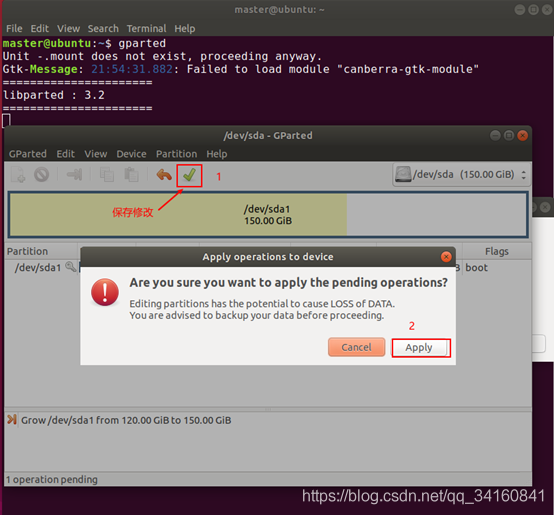 master@ubuntu: ~
File Edit View Search Terminal Help
master@ubuntu:~$ gparted
Unit -.mount does not exist, proceeding anyway.
Gtk-Message: 21:54:31.882: Failed to load module "canberra-gtk-module"
======================
libparted : 3.2
======================
/dev/sda - GParted
GParted Edit View Device Partition Help
1
/dev/sda (150.00 GiB)
保存修改
/dev/sda1
150.00 GiB
Partition
Flags
/dev/sda1
boot
Apply operations to device
Are you sure you want to apply the pending operations?
Editing partitions has the potential to cause LOSS of DATA.
You are advised to backup your data before proceeding.
2
Cancel
Apply
Grow /dev/sda1 from 120.00 GiB to 150.00 GiB
1 operation pending
https://blog.csdn.net/qq_34160841